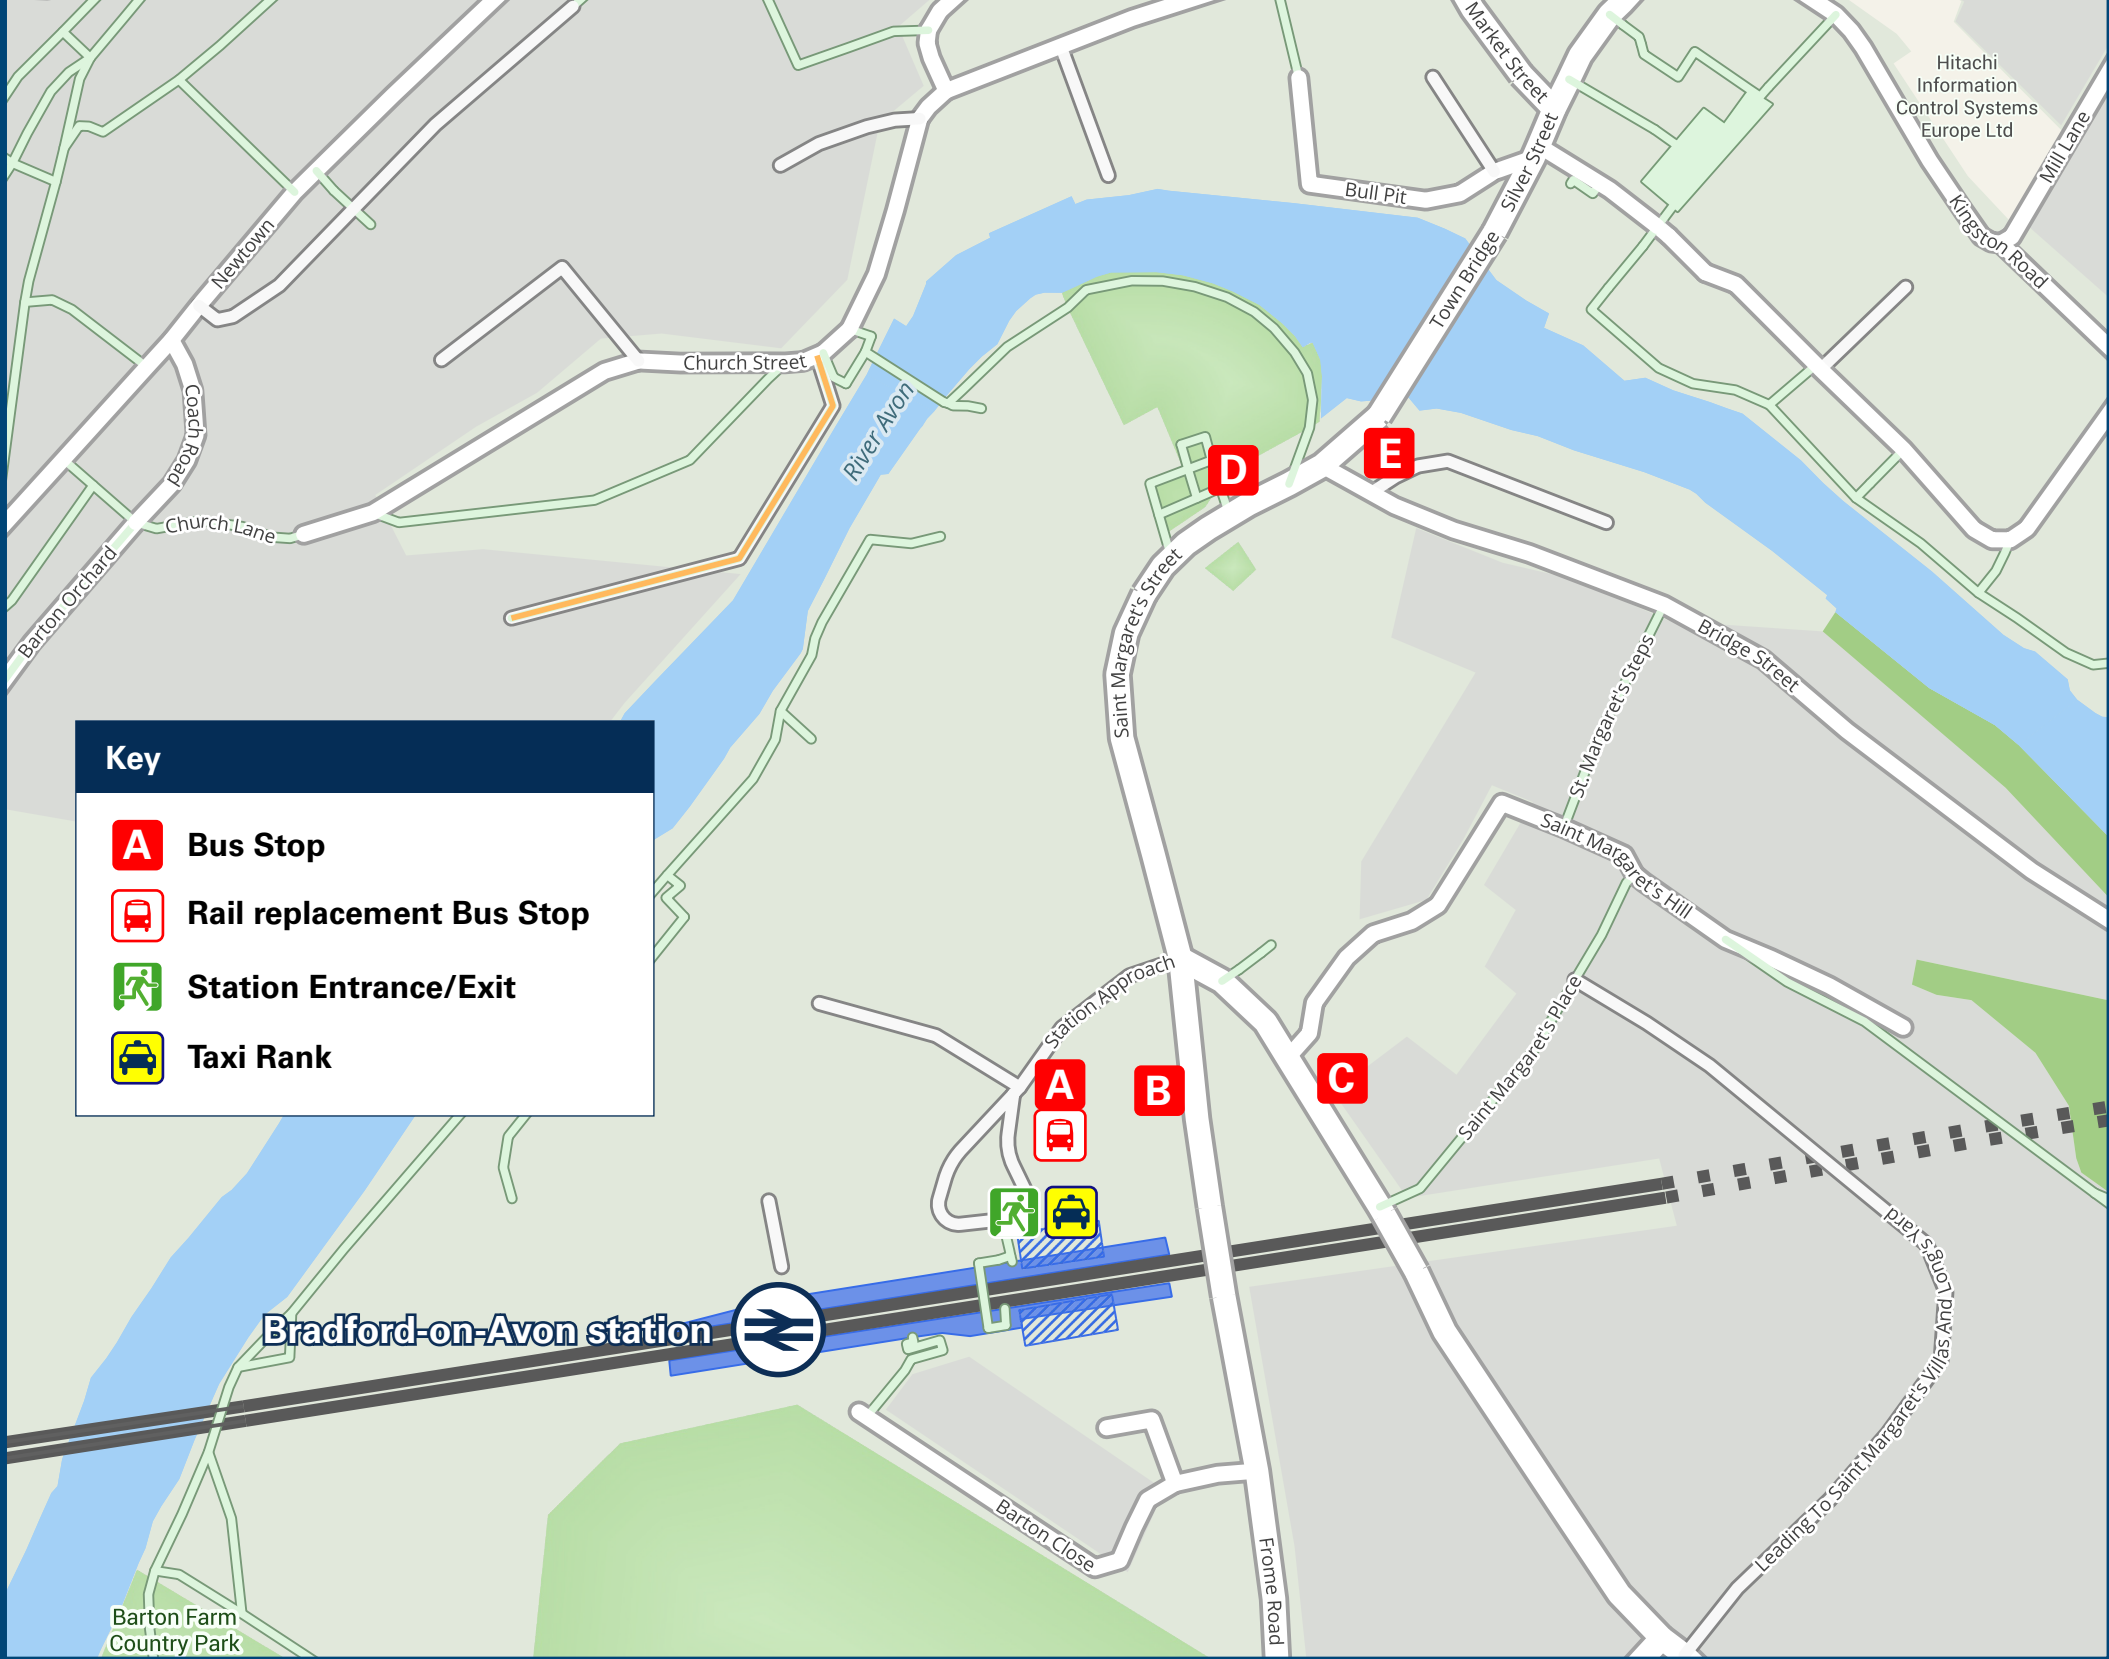 Market Street
Hitachi
Information
Control Systems
Europe Ltd
Mill Lane
Silver Street
Bull Pit
Kingston Road
Newtown
Town Bridge
Church Street
Coach Road
River Avon
D
E
Church Lane
Barton Orchard
Saint Margaret's Street
Bridge Street
St. Margaret's Steps
Key
A
Bus Stop
Rail replacement Bus Stop
Station Entrance/Exit
Taxi Rank
Saint Margaret's Hill
Station Approach
Saint Margaret's Place
A
B
C
Leading To Saint Margaret's Villas And Long's Yard
Bradford-on-Avon station
Barton Close
Frome Road
Barton Farm
Country Park